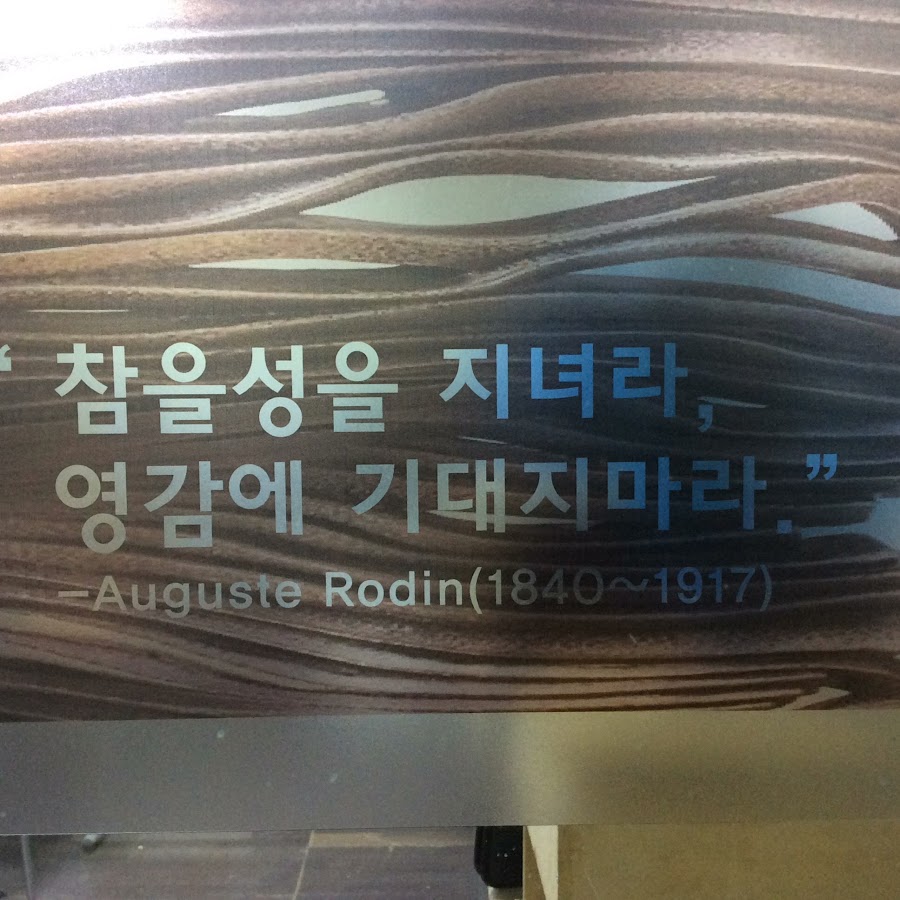 “ 참을성을 지녀라,
영감에 기대지마라.”
–Auguste Rodin(1840~1917)